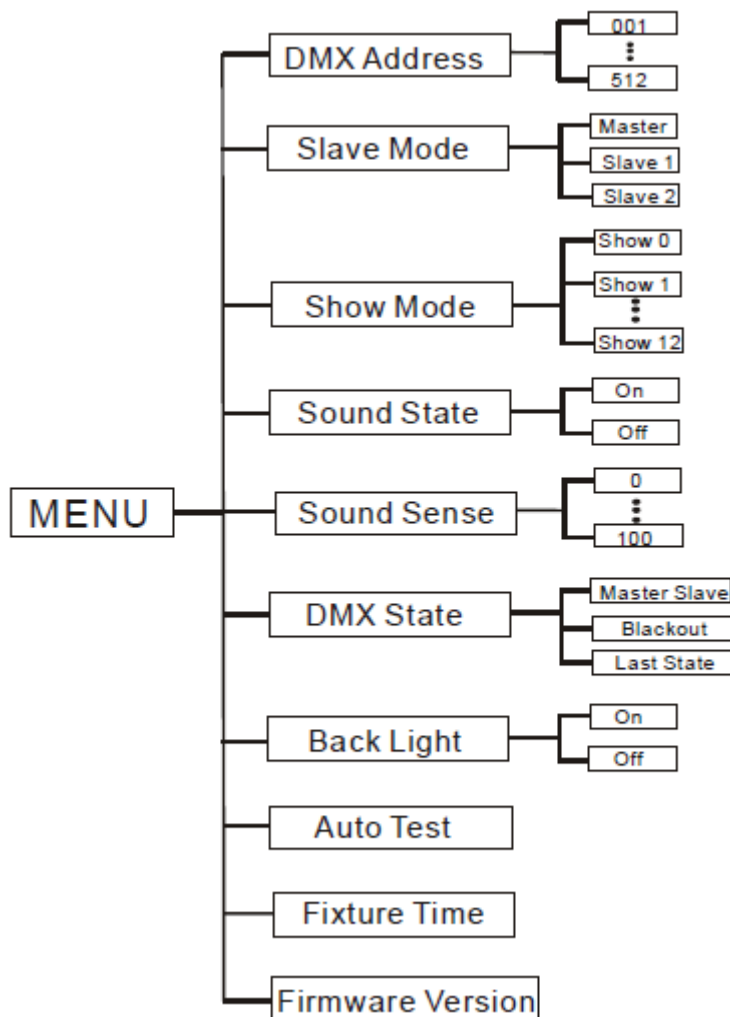 DMX Address
001
512
Slave Mode
Master
Slave 1
Slave 2
Show Mode
Show 0
Show 1
Show 12
Sound State
On
Off
MENU
Sound Sense
0
100
DMX State
Master Slave
Blackout
Last State
Back Light
On
Off
Auto Test
Fixture Time
Firmware Version